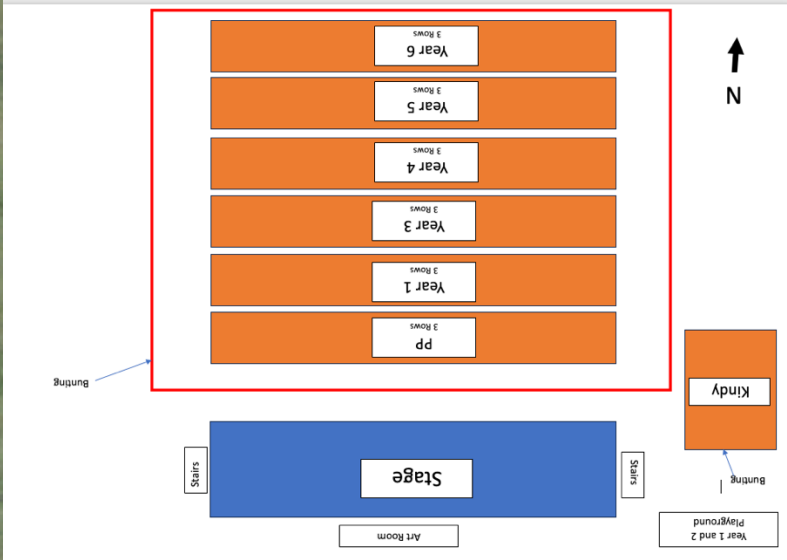 Year 6
3 Rows
Year 5
3 Rows
Year 4
3 Rows
Year 3
3 Rows
Year 1
3 Rows
PP
3 Rows
N
Bunting
Kindy
Stairs
Stage
Stairs
Bunting
Art Room
Year 1 and 2
Playground